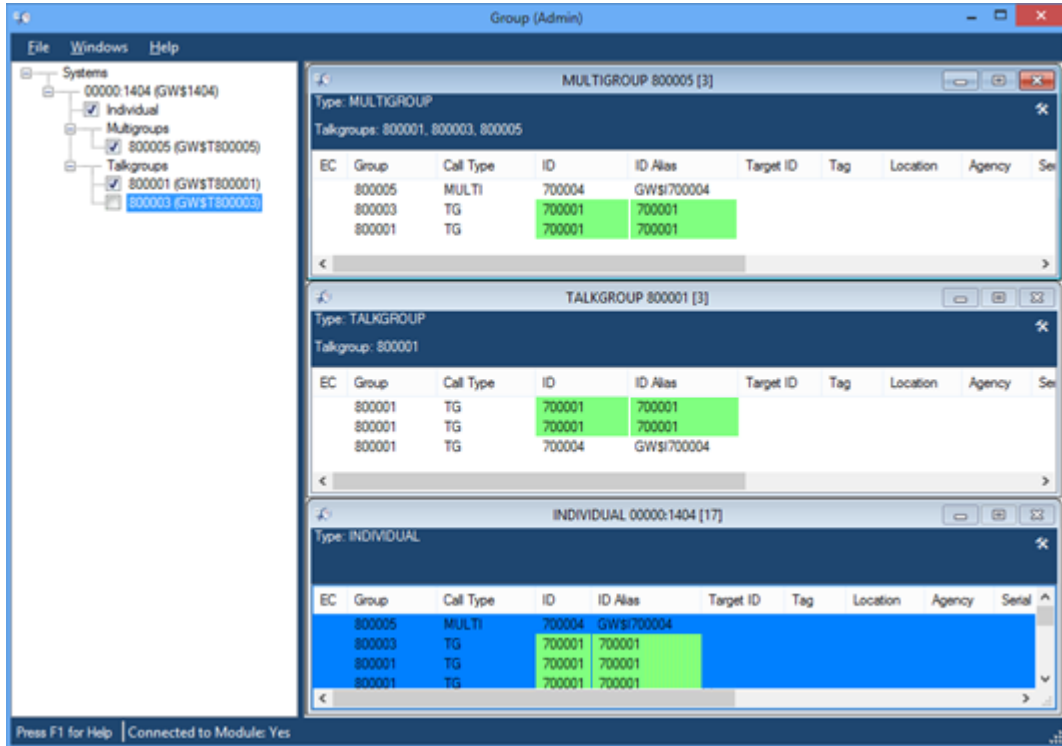 Group (Admin)
File Windows Help
Systems
00000:1404 (GW$1404)
Individual
Multigroups
800005 (GW$T800005)
Talkgroups
800001 (GW$T800001)
800003 (GW$T800003)
MULTIGROUP 800005 [3]
Type: MULTIGROUP
Talkgroups: 800001, 800003, 800005
EC Group Call Type ID ID Alias Target ID Tag Location Agency Se
800005 MULTI 700004 GW$I700004
800003 TG 700001 700001
800001 TG 700001 700001
TALKGROUP 800001 [3]
Type: TALKGROUP
Talkgroup: 800001
EC Group Call Type ID ID Alias Target ID Tag Location Agency Se
800001 TG 700001 700001
800001 TG 700001 700001
800001 TG 700004 GW$I700004
INDIVIDUAL 00000:1404 [17]
Type: INDIVIDUAL
EC Group Call Type ID ID Alias Target ID Tag Location Agency Serial
800005 MULTI 700004 GW$I700004
800003 TG 700001 700001
800001 TG 700001 700001
800001 TG 700001 700001
Press F1 for Help Connected to Module: Yes